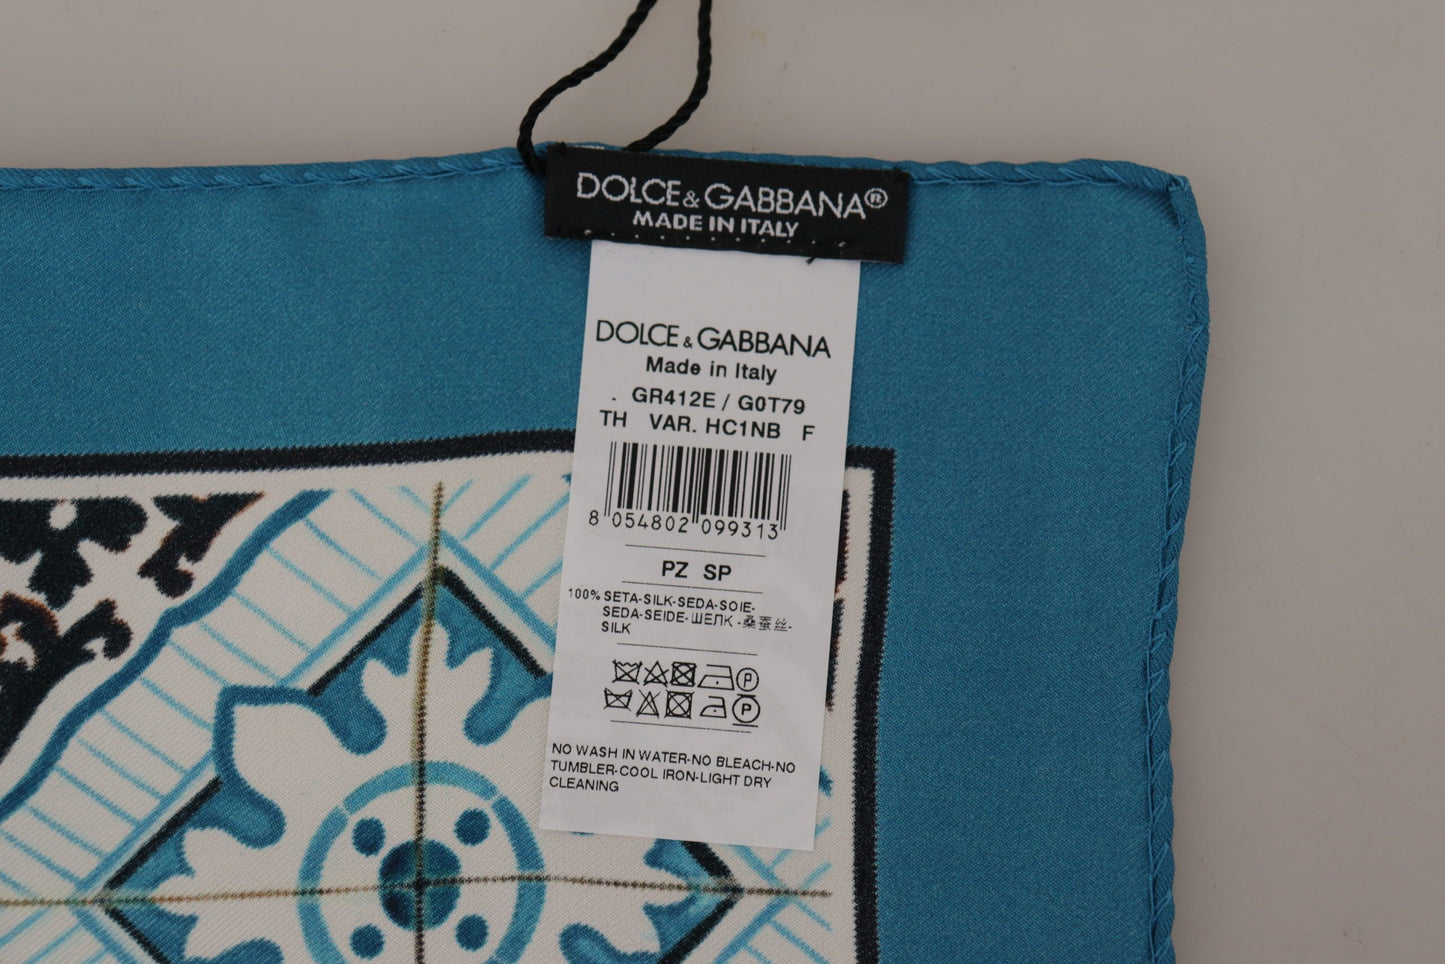 DOLCE&GABBANA®
MADE IN ITALY
DOLCE&GABBANA
Made in Italy
. GR412E / G0T79
TH VAR. HC1NB F
8 054802 099313
PZ SP
100% SETA-SILK-SEDA-SOIE-
SEDA-SEIDE-ШЕЛК-桑蚕丝-
SILK
P
P
NO WASH IN WATER-NO BLEACH-NO
TUMBLER-COOL IRON-LIGHT DRY
CLEANING